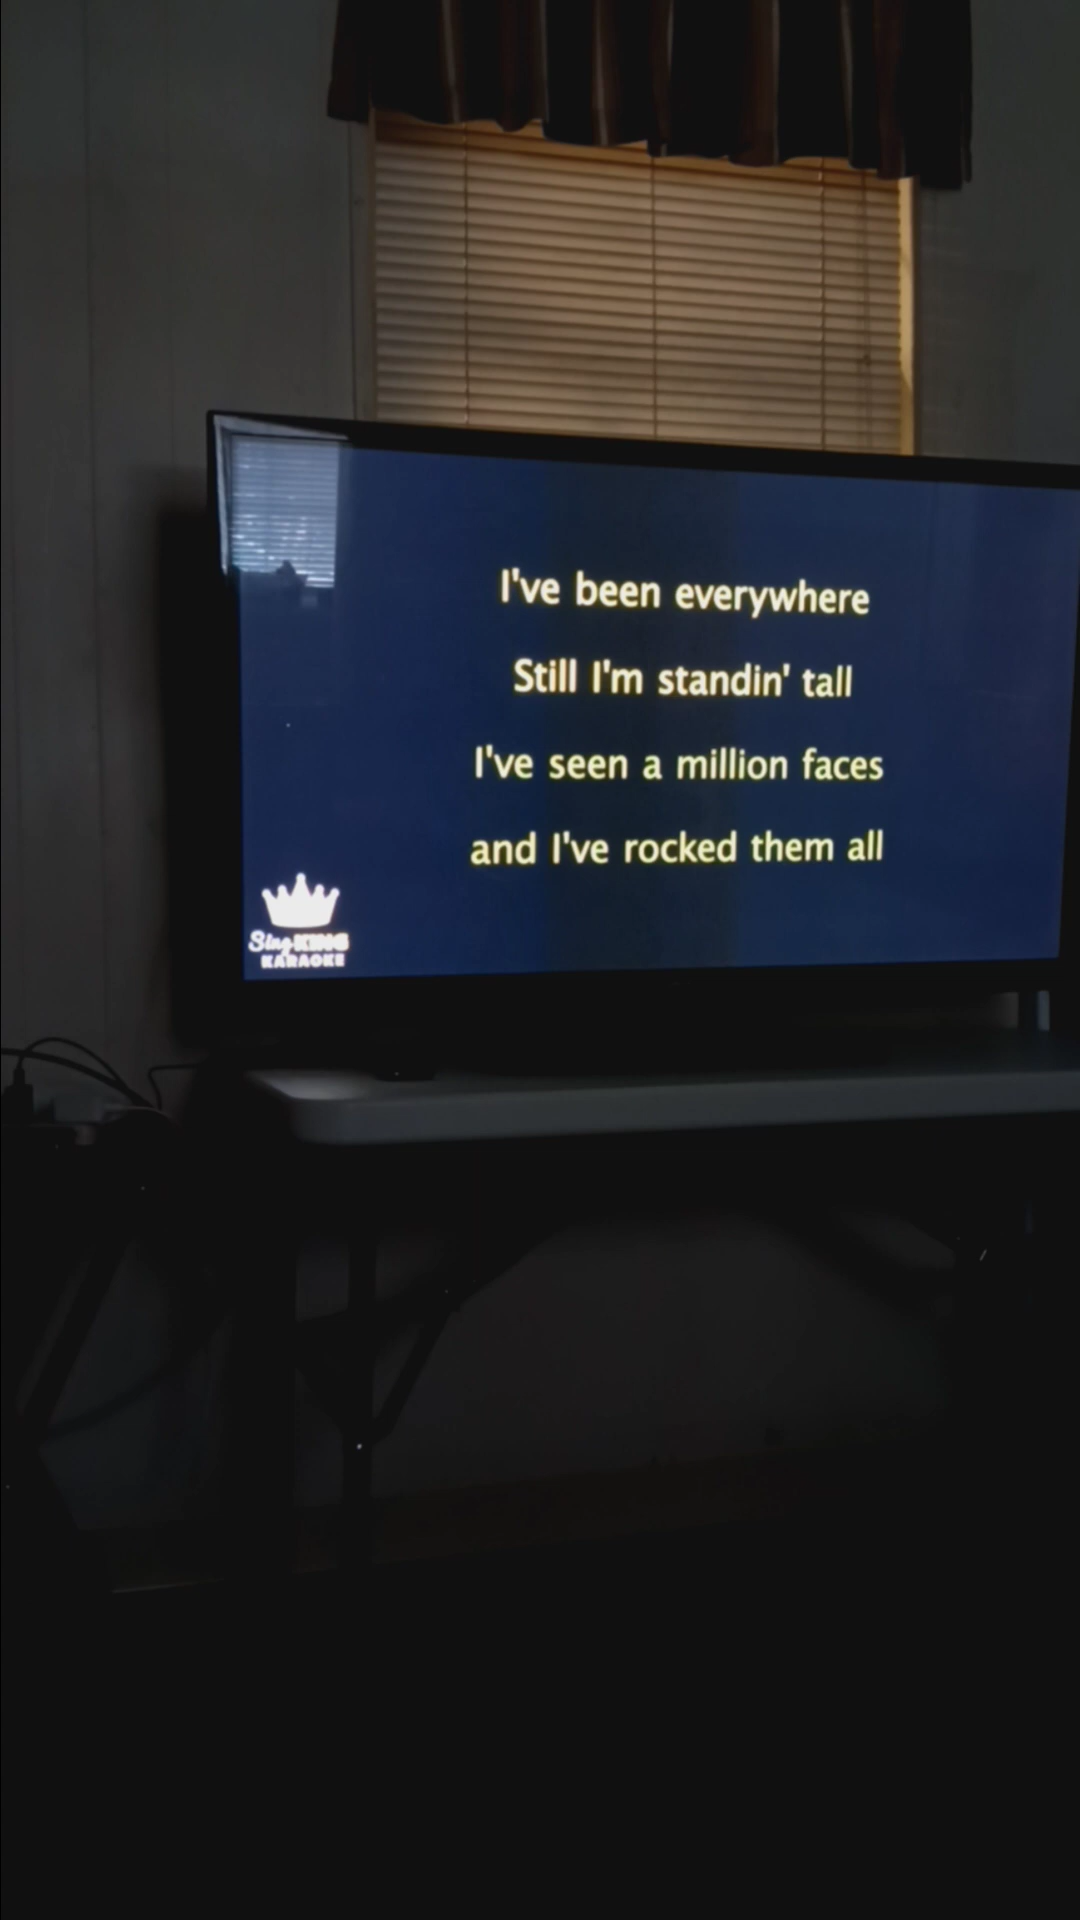 I've been everywhere
Still I'm standin' tall
I've seen a million faces
and I've rocked them all
Sing KING
KARAOKE